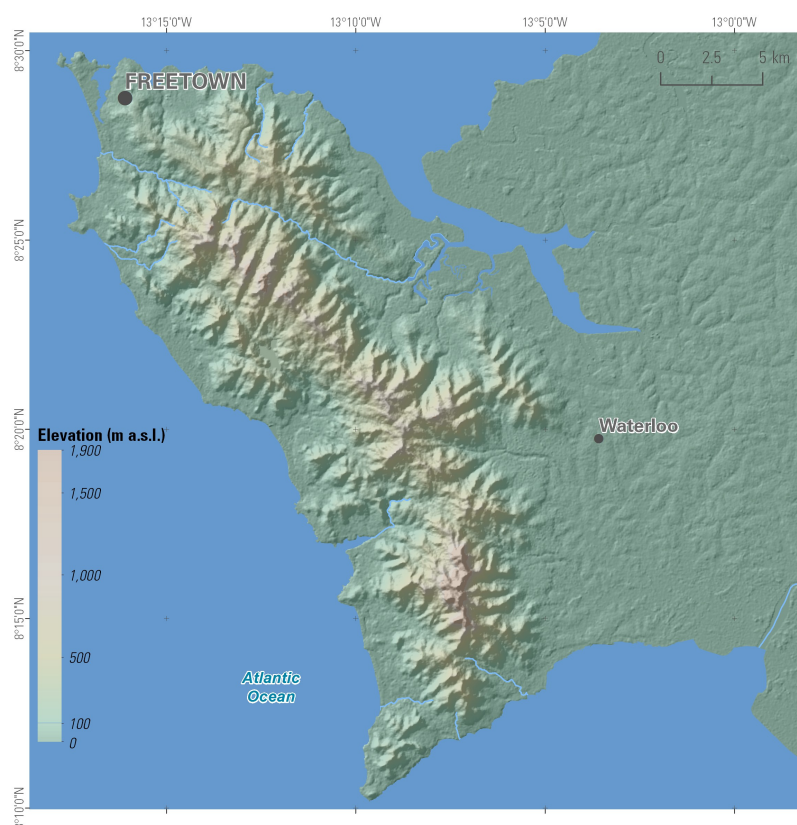 13°15'0"W
13°10'0"W
13°5'0"W
13°0'0"W
8°30'0"N
8°25'0"N
8°20'0"N
8°15'0"N
8°10'0"N
0 2.5 5 km
FREETOWN
Waterloo
Elevation (m a.s.l.)
1,900
1,500
1,000
500
100
0
Atlantic
Ocean